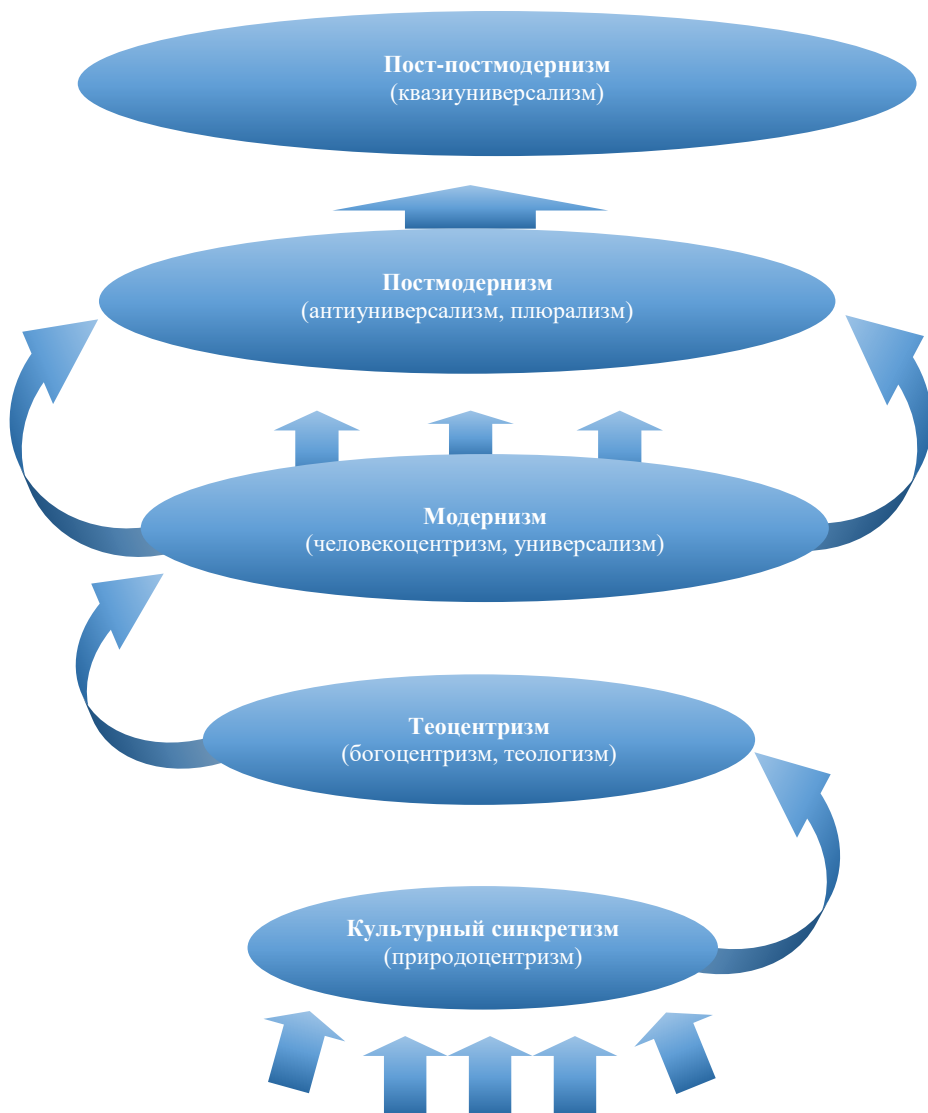 Пост-постмодернизм
(квазиуниверсализм)
Постмодернизм
(антиуниверсализм, плюрализм)
Модернизм
(человекоцентризм, универсализм)
Теоцентризм
(богоцентризм, теологизм)
Культурный синкретизм
(природоцентризм)